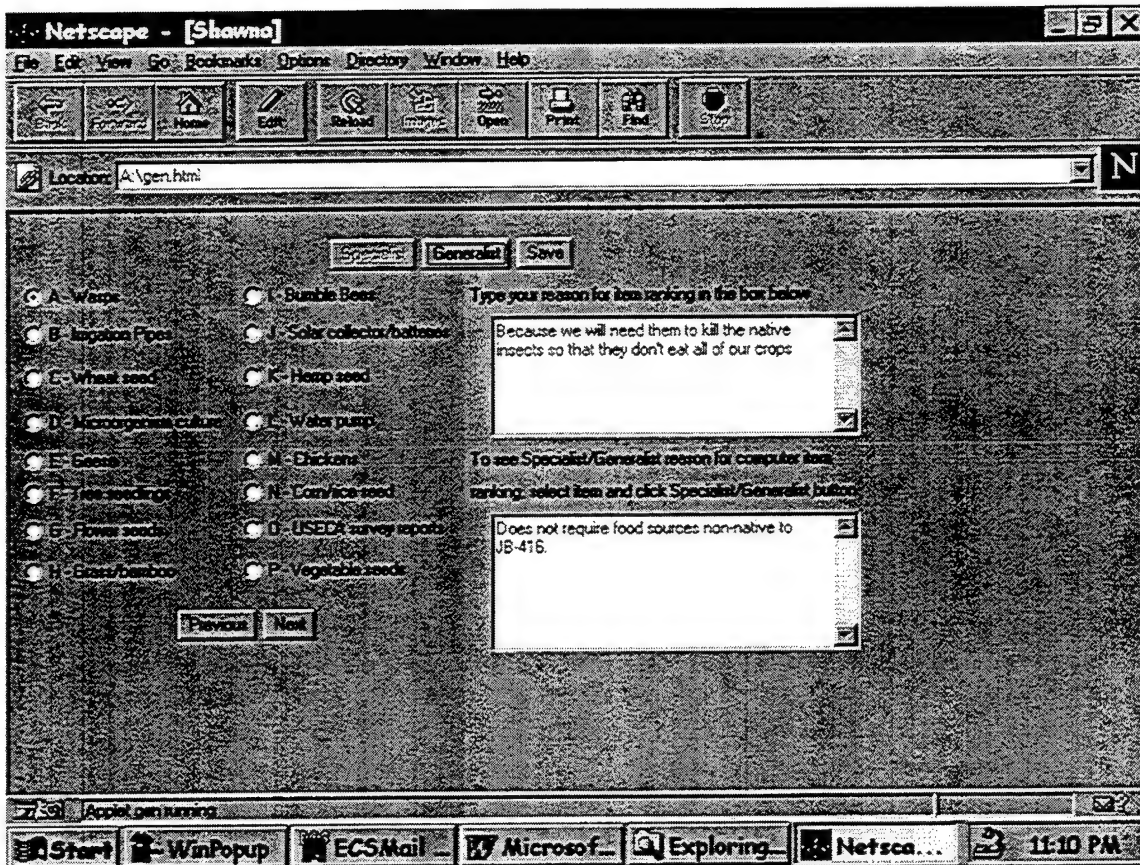 Netscape - [Shawna]
File Edit View Go Bookmarks Options Directory Window Help
Back Forward Home Edit Reload Images Open Print Find Stop
Location: A:\gen.html
N
Specialist Generalist Save
A - Wasps
B - Irrigation Pipes
C - Wheat seed
D - Microorganism culture
E - Geese
F - Tree seedlings
G - Flower seeds
H - Grass/bamboo
I - Bumble Bees
J - Solar collector/batteries
K - Hemp seed
L - Water pump
M - Chickens
N - Corn/rice seed
O - USECA survey reports
P - Vegetable seeds
Previous Next
Type your reason for item ranking in the box below
Because we will need them to kill the native
insects so that they don't eat all of our crops
To see Specialist/Generalist reason for computer item
ranking, select item and click Specialist/Generalist button
Does not require food sources non-native to
JB-416.
Applet gen running
Start WinPopup ECSMail _ Microsof... Exploring... Netsca... 11:10 PM